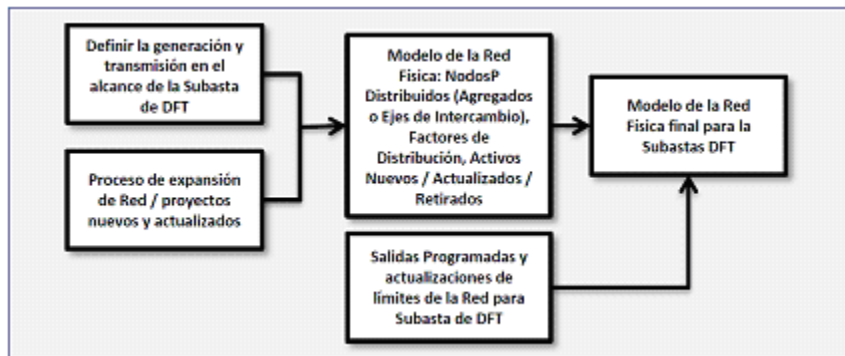 Definir la generación y
transmisión en el
alcance de la Subasta
de DFT
Proceso de expansión
de Red / proyectos
nuevos y actualizados
Modelo de la Red
Fisica: NodosP
Distribuidos (Agregados
o Ejes de Intercambio),
Factores de
Distribución, Activos
Nuevos / Actualizados /
Retirados
Salidas Programadas y
actualizaciones de
límites de la Red para
Subasta de DFT
Modelo de la Red
Fisica final para la
Subastas DFT